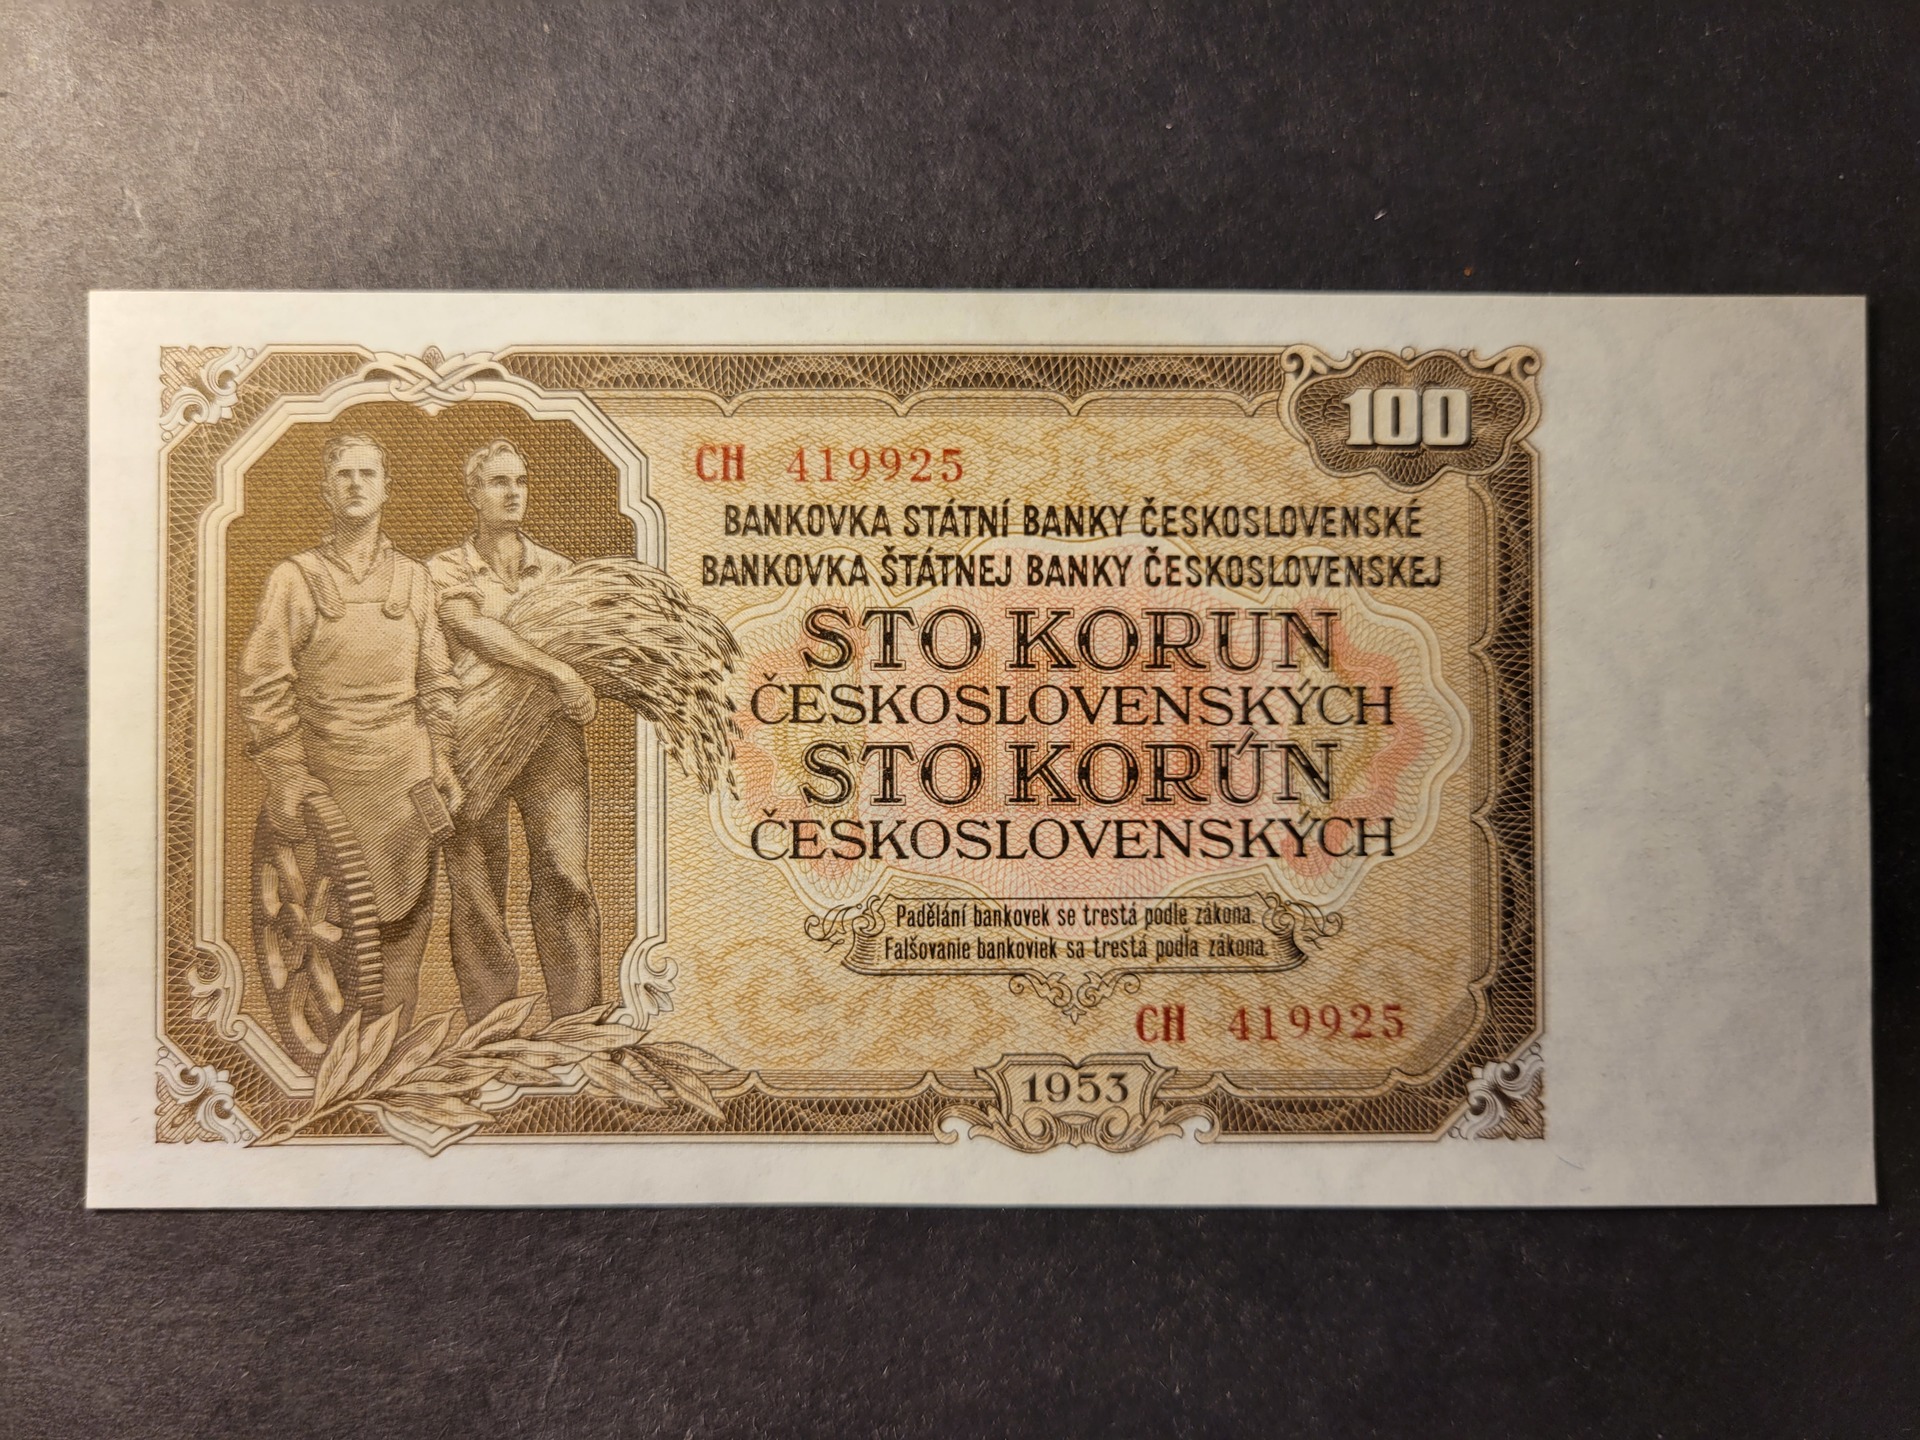 100
CH 419925
BANKOVKA STÁTNÍ BANKY ČESKOSLOVENSKÉ
BANKOVKA ŠTÁTNEJ BANKY ČESKOSLOVENSKEJ
STO KORUN
ČESKOSLOVENSKÝCH
STO KORÚN
ČESKOSLOVENSKÝCH
Padělání bankovek se trestá podle zákona.
Falšovanie bankoviek sa trestá podľa zákona.
CH 419925
1953